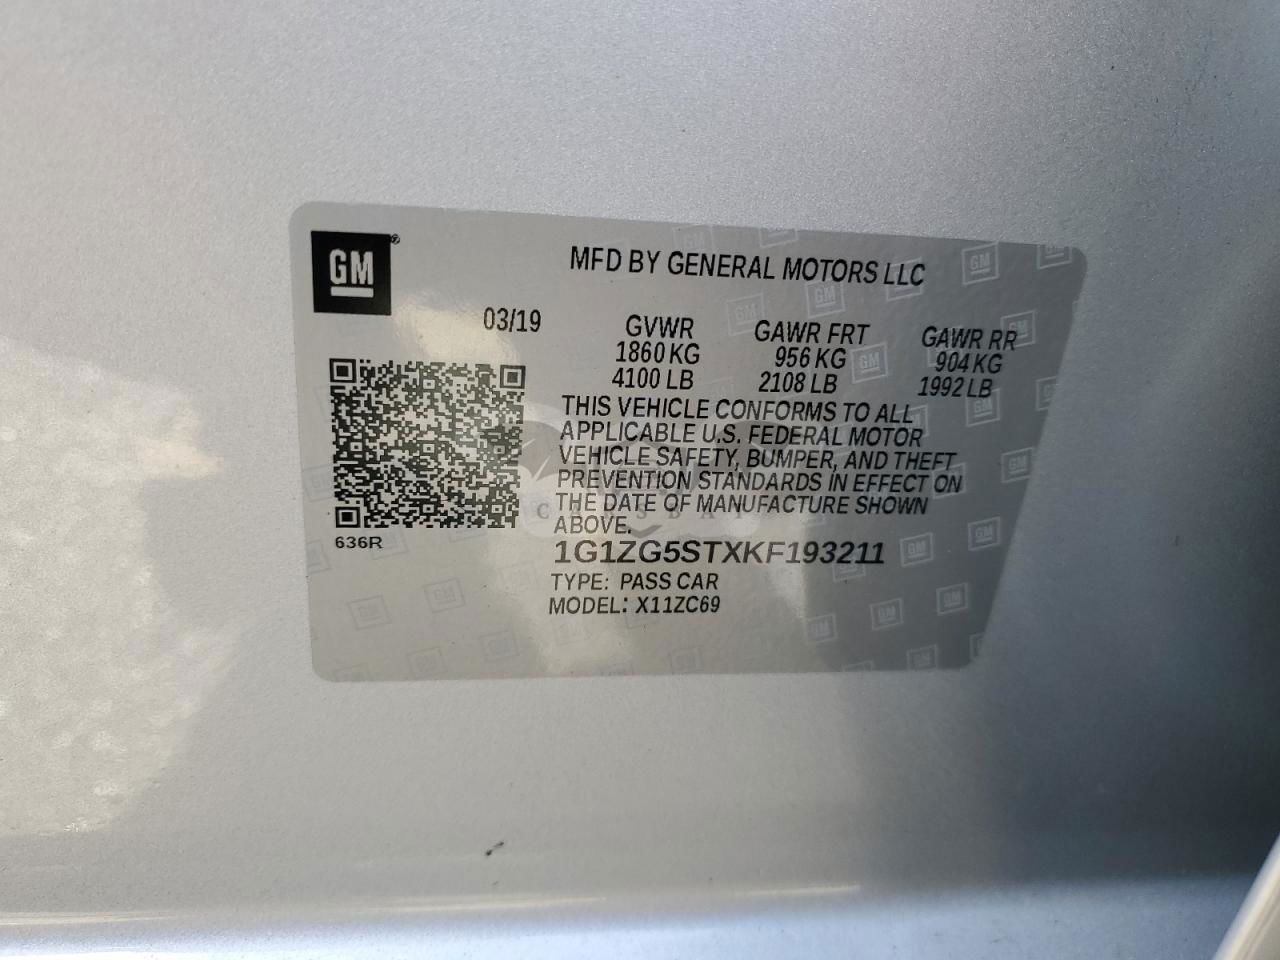 GM®
MFD BY GENERAL MOTORS LLC
03/19
GVWR GAWR FRT GAWR RR
1860 KG 956 KG 904 KG
4100 LB 2108 LB 1992 LB
THIS VEHICLE CONFORMS TO ALL
APPLICABLE U.S. FEDERAL MOTOR
VEHICLE SAFETY, BUMPER, AND THEFT
PREVENTION STANDARDS IN EFFECT ON
THE DATE OF MANUFACTURE SHOWN
ABOVE.
636R
1G1ZG5STXKF193211
TYPE: PASS CAR
MODEL: X11ZC69